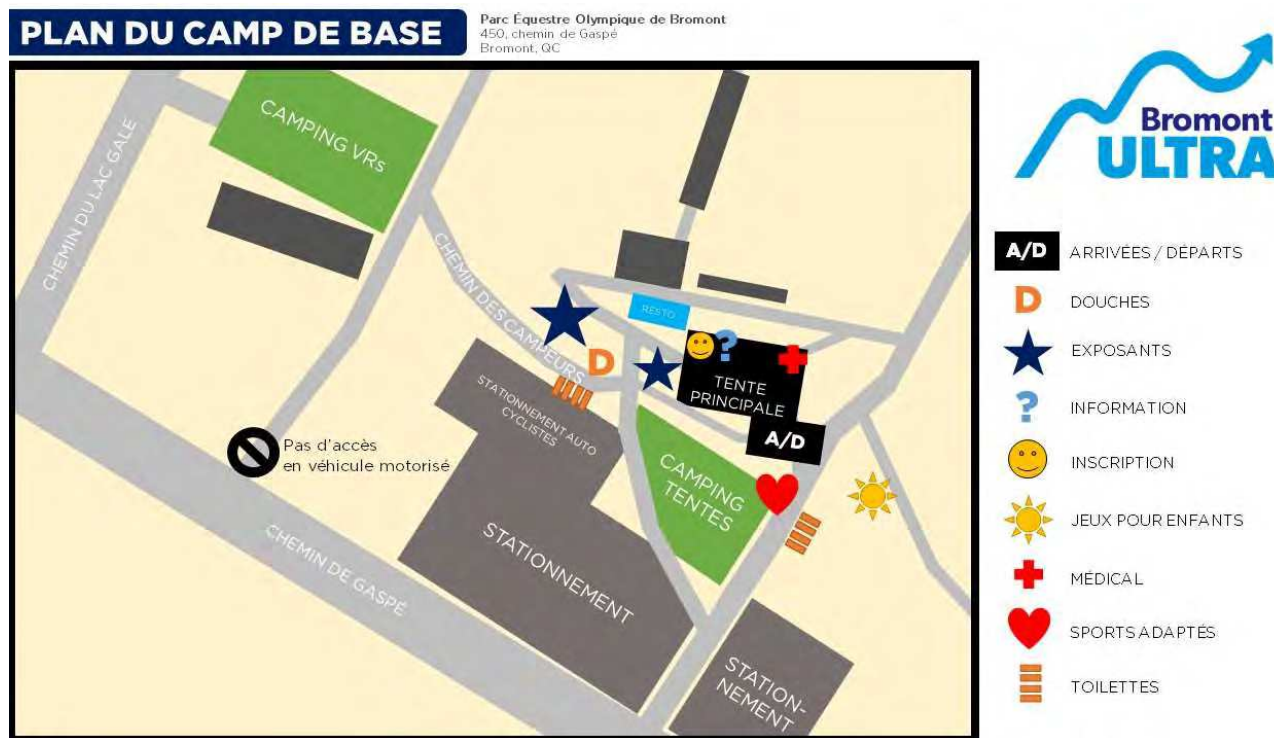 PLAN DU CAMP DE BASE
Parc Équestre Olympique de Bromont
450, chemin de Gaspé
Bromont, QC
Bromont
ULTRA
CAMPING VRs
CHEMIN DU LAC GALE
CHEMIN DES CAMPEURS
RESTO
?
D
TENTE
PRINCIPALE
A/D
STATIONNEMENT AUTO
CYCLISTES
Pas d'accès
en véhicule motorisé
CAMPING
TENTES
STATIONNEMENT
CHEMIN DE GASPÉ
STATION-
NEMENT
A/D ARRIVÉES / DÉPARTS
D DOUCHES
EXPOSANTS
? INFORMATION
INSCRIPTION
JEUX POUR ENFANTS
MÉDICAL
SPORTS ADAPTÉS
TOILETTES